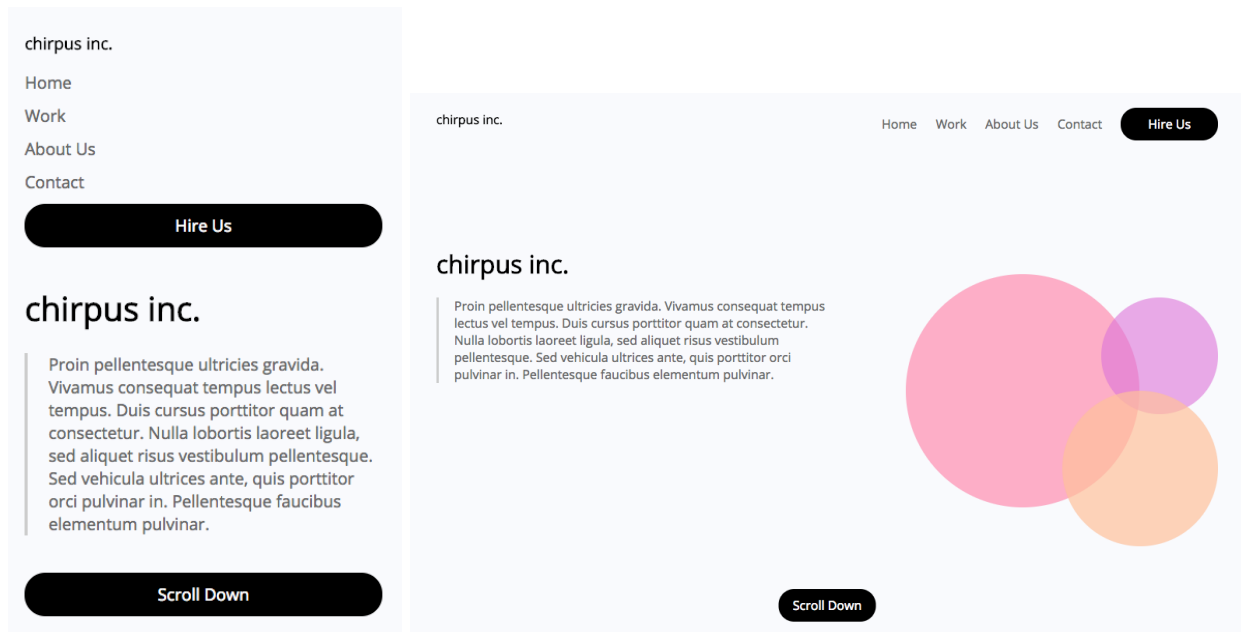 chirpus inc.
Home
Work
About Us
Contact
Hire Us
chirpus inc.
Proin pellentesque ultricies gravida.
Vivamus consequat tempus lectus vel
tempus. Duis cursus porttitor quam at
consectetur. Nulla lobortis laoreet ligula,
sed aliquet risus vestibulum pellentesque.
Sed vehicula ultrices ante, quis porttitor
orci pulvinar in. Pellentesque faucibus
elementum pulvinar.
Scroll Down
chirpus inc.
Home Work About Us Contact Hire Us
chirpus inc.
Proin pellentesque ultricies gravida. Vivamus consequat tempus
lectus vel tempus. Duis cursus porttitor quam at consectetur.
Nulla lobortis laoreet ligula, sed aliquet risus vestibulum
pellentesque. Sed vehicula ultrices ante, quis porttitor orci
pulvinar in. Pellentesque faucibus elementum pulvinar.
Scroll Down